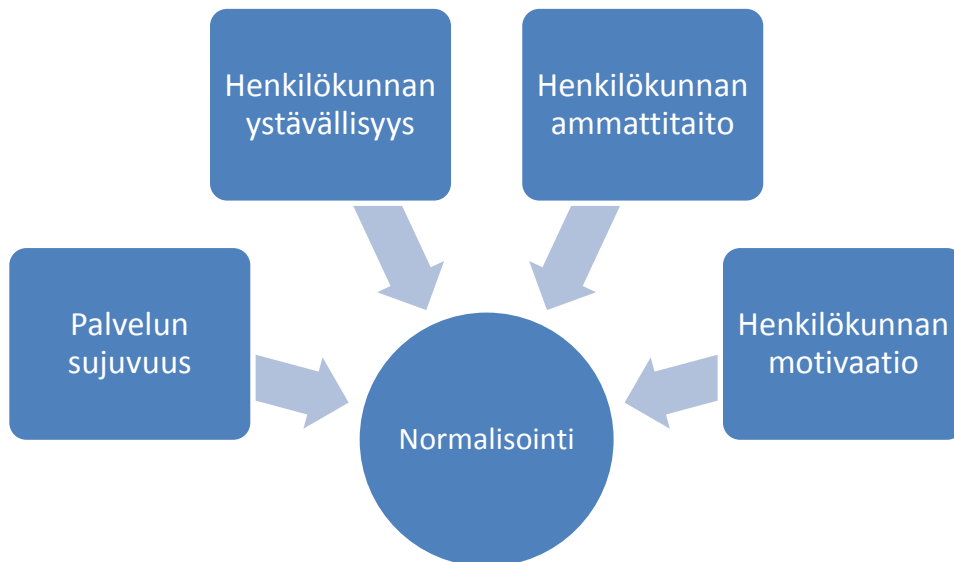 Henkilökunnan
ystävällisyys
Henkilökunnan
ammattitaito
Palvelun
sujuvuus
Henkilökunnan
motivaatio
Normalisointi